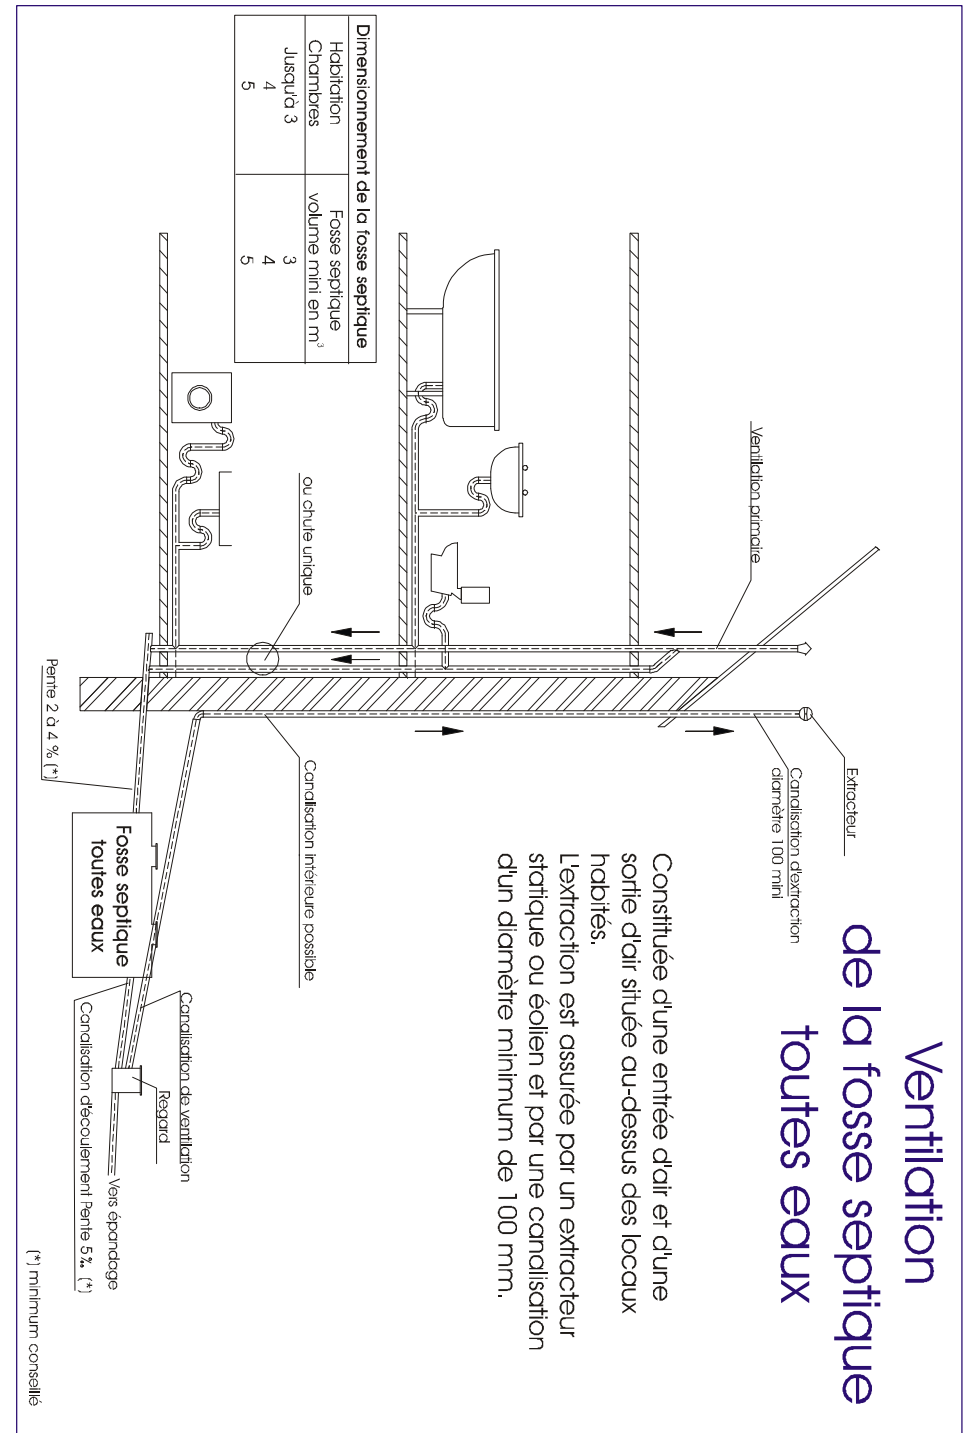 Ventilation
de la fosse septique
toutes eaux
Constituée d'une entrée d'air et d'une
sortie d'air située au-dessus des locaux
habités.
L'extraction est assurée par un extracteur
statique ou éolien et par une canalisation
d'un diamètre minimum de 100 mm.
Extracteur
Canalisation d'extraction
diamètre 100 mini
Ventilation primaire
ou chute unique
Canalisation intérieure possible
Dimensionnement de la fosse septique
Habitation
Chambres
Fosse septique
volume mini en m³
Jusqu'à 3 3
4 4
5 5
Pente 2 à 4 % (*)
Fosse septique
toutes eaux
Canalisation de ventilation
Regard
Vers épandage
Canalisation d'écoulement Pente 5‰ (*)
(*) minimum conseillé